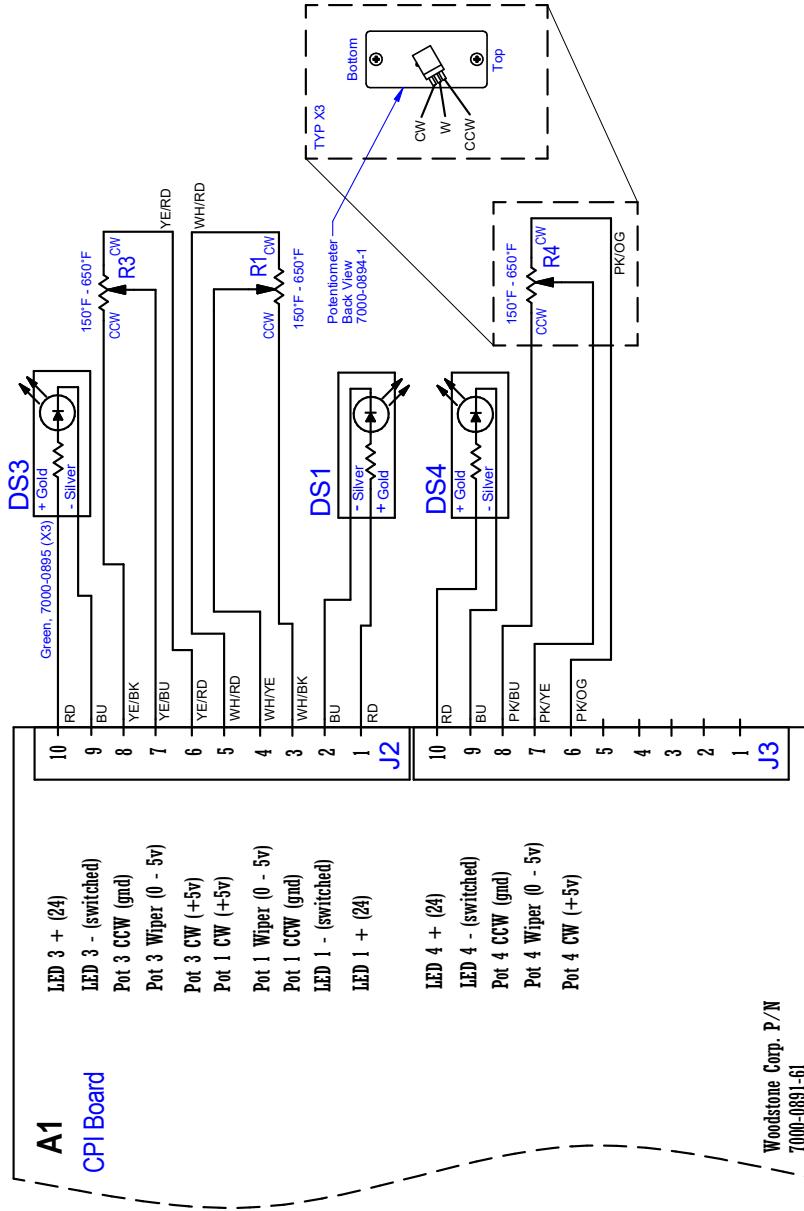 A1
CPI Board
LED 3 + (24)
LED 3 - (switched)
Pot 3 CCW (gnd)
Pot 3 Wiper (0 - 5v)
Pot 3 CW (+5v)
Pot 1 CW (+5v)
Pot 1 Wiper (0 - 5v)
Pot 1 CCW (gnd)
LED 1 - (switched)
LED 1 + (24)
LED 4 + (24)
LED 4 - (switched)
Pot 4 CCW (gnd)
Pot 4 Wiper (0 - 5v)
Pot 4 CW (+5v)
Woodstone Corp. P/N
7000-0891-61
10
9
8
7
6
5
4
3
2
1
J2
10
9
8
7
6
5
4
3
2
1
J3
RD
BU
YE/BK
YE/BU
YE/RD
WH/RD
WH/YE
WH/BK
BU
RD
RD
BU
PK/BU
PK/YE
PK/OG
Green, 7000-0895 (X3)
DS3
+ Gold
- Silver
DS1
- Silver
+ Gold
DS4
+ Gold
- Silver
150°F - 650°F
CCW
R3
CW
YE/RD
WH/RD
CCW
R1
CW
150°F - 650°F
Potentiometer
Back View
7000-0894-1
150°F - 650°F
CCW
R4
CW
PK/OG
TYP X3
Bottom
Top
CW
W
CCW